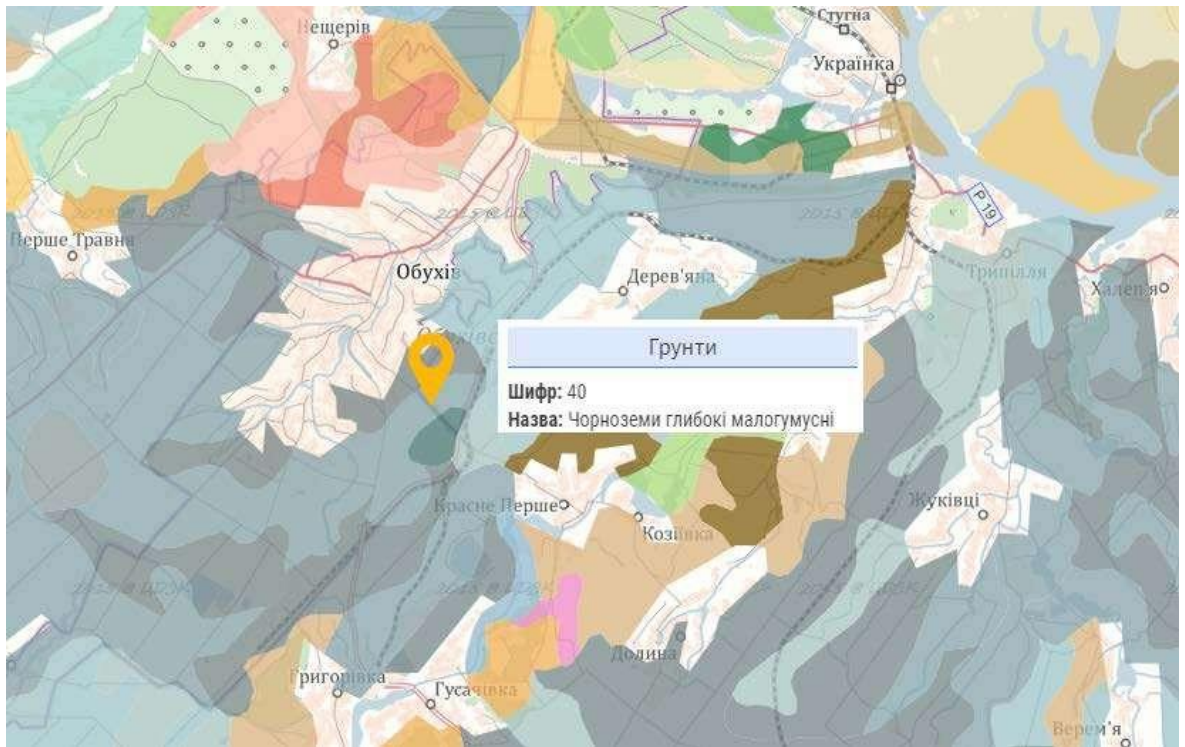 Стугна
Українка
Р 19
Перше Травня
Обухів
Дерев'яна
Трипілля
Халеп'я
Грунти
Шифр: 40
Назва: Чорноземи глибокі малогумусні
Красне Перше
Козіївка
Жуківці
Долина
Григорівка
Гусачівка
Верем'я